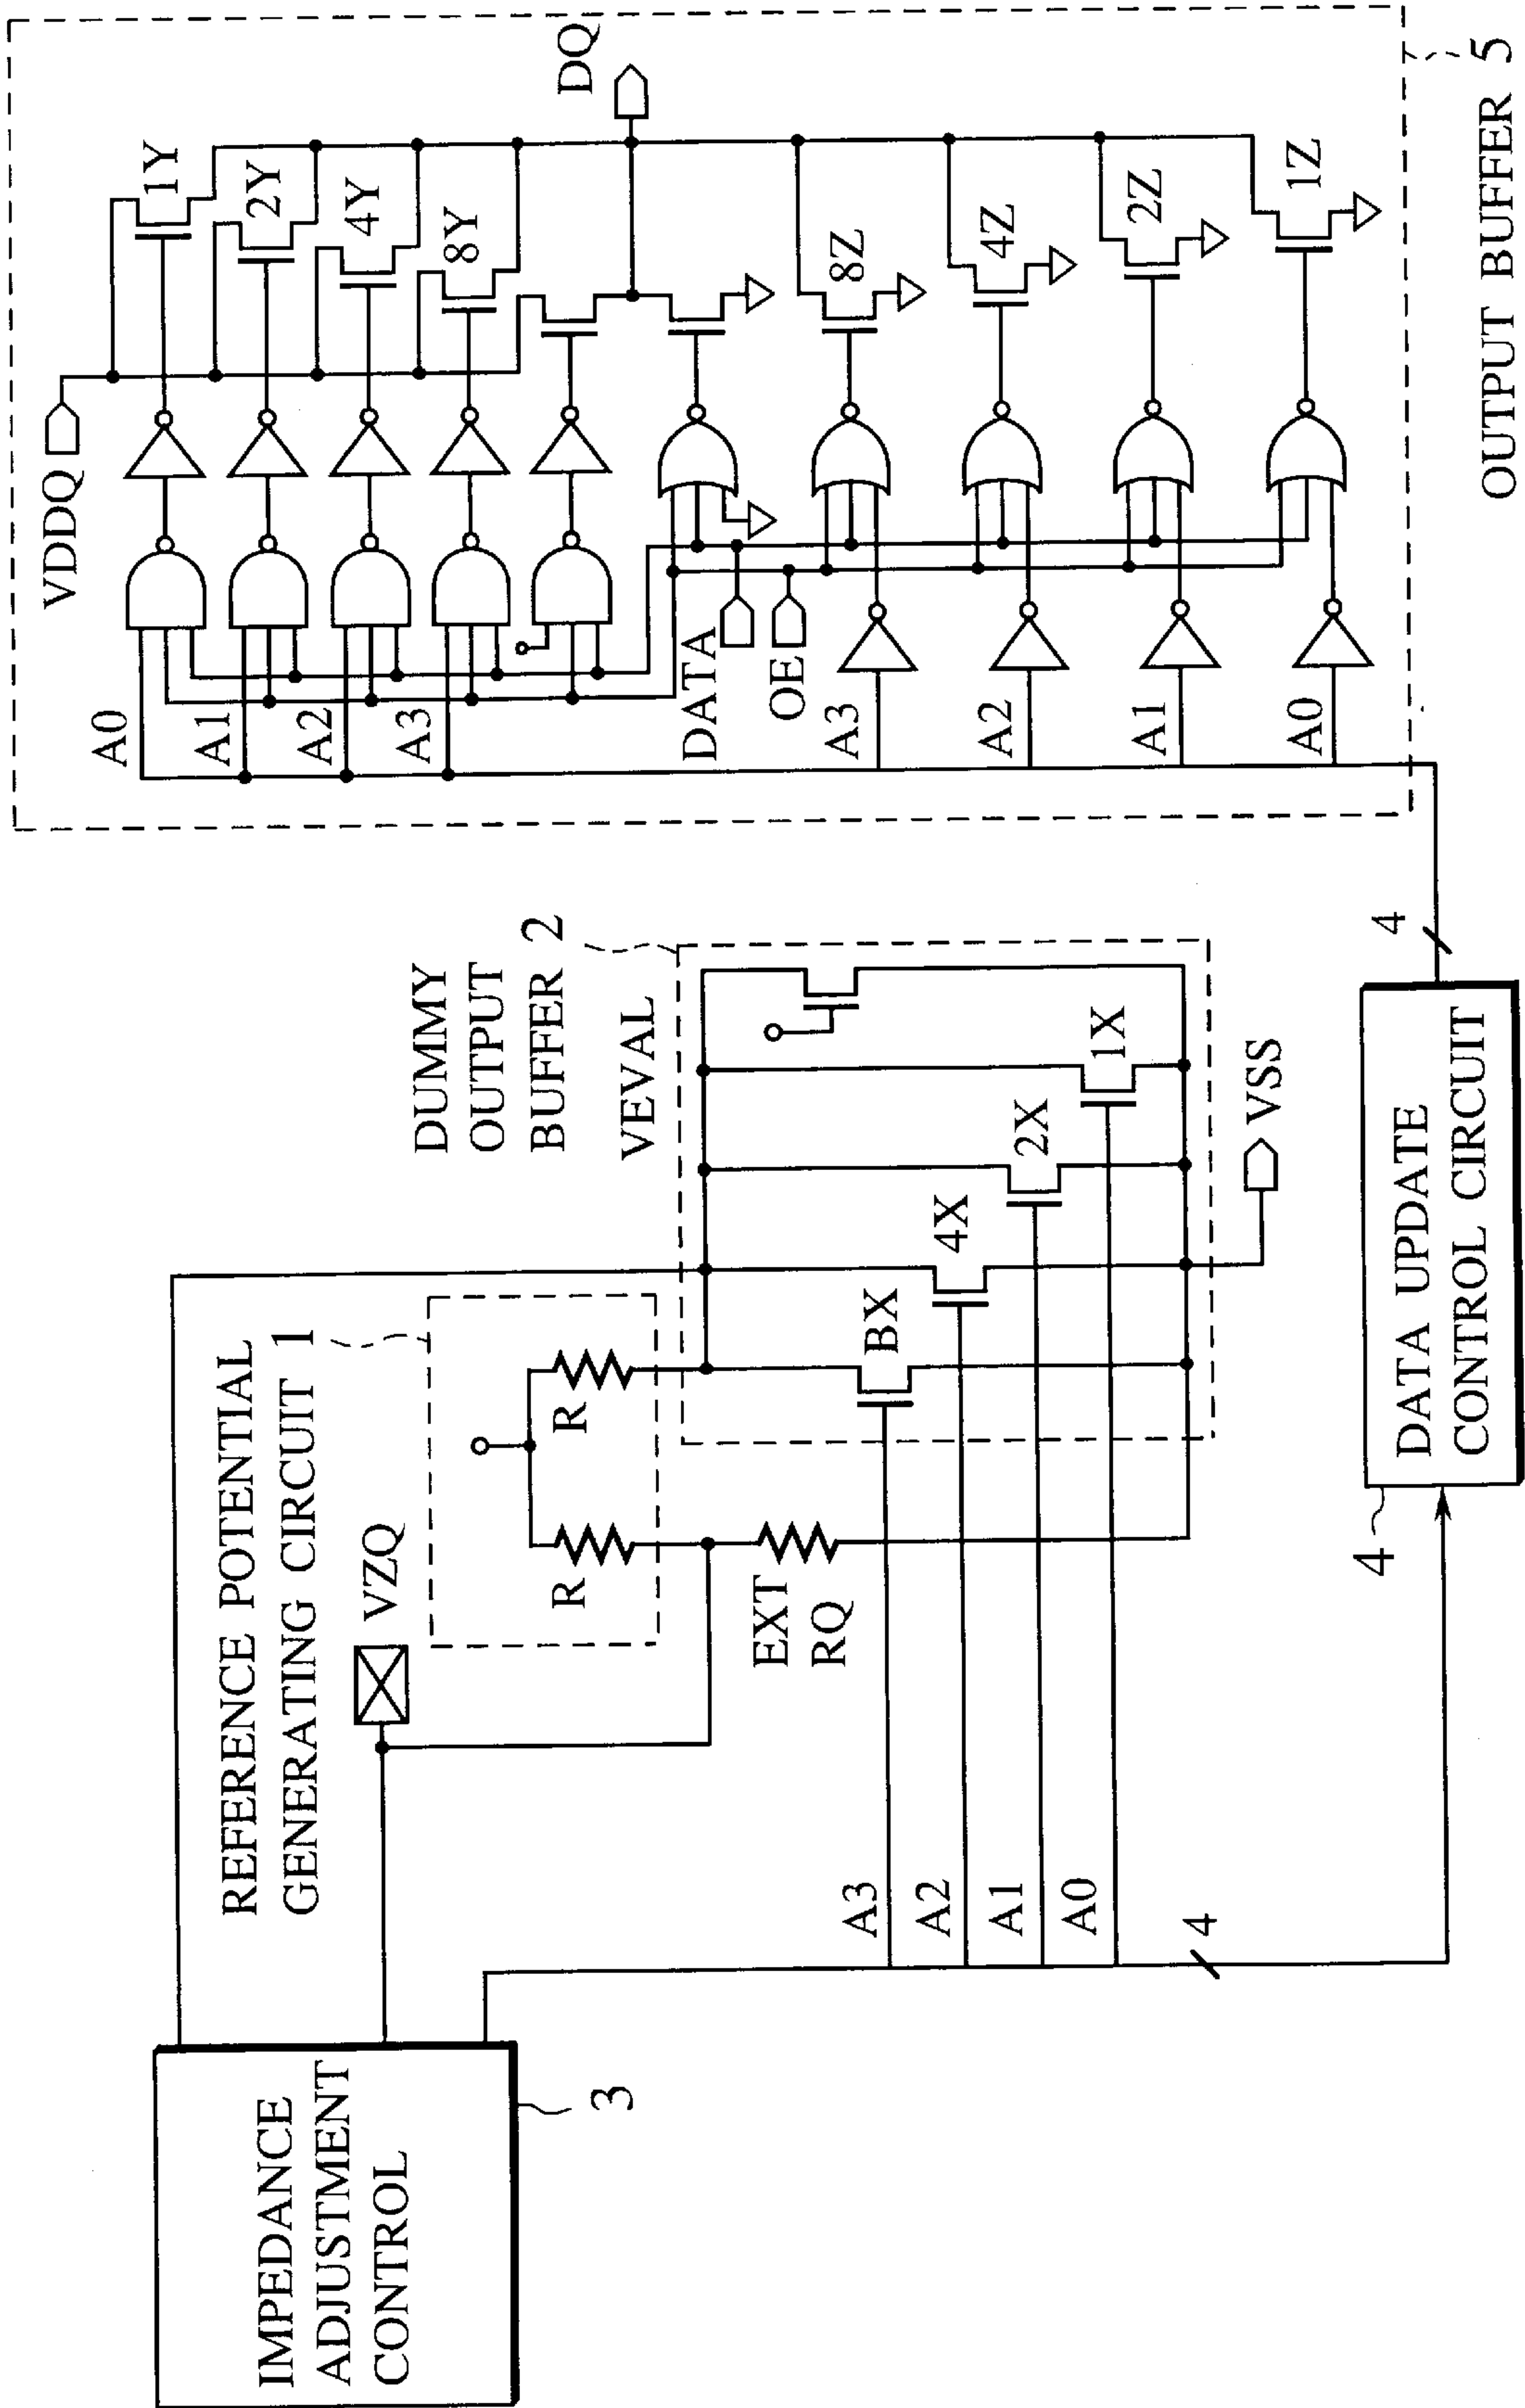 IMPEDANCE
ADJUSTMENT
CONTROL
3
REFERENCE POTENTIAL
GENERATING CIRCUIT 1
VZQ
R
R
EXT
RQ
DUMMY
OUTPUT
BUFFER 2
VEVAL
BX
4X
2X
1X
VSS
A3
A2
A1
A0
4
4
DATA UPDATE
CONTROL CIRCUIT
4
VDDQ
A0
A1
A2
A3
DATA
OE
A3
A2
A1
A0
1Y
2Y
4Y
8Y
DQ
8Z
4Z
2Z
1Z
OUTPUT BUFFER 5